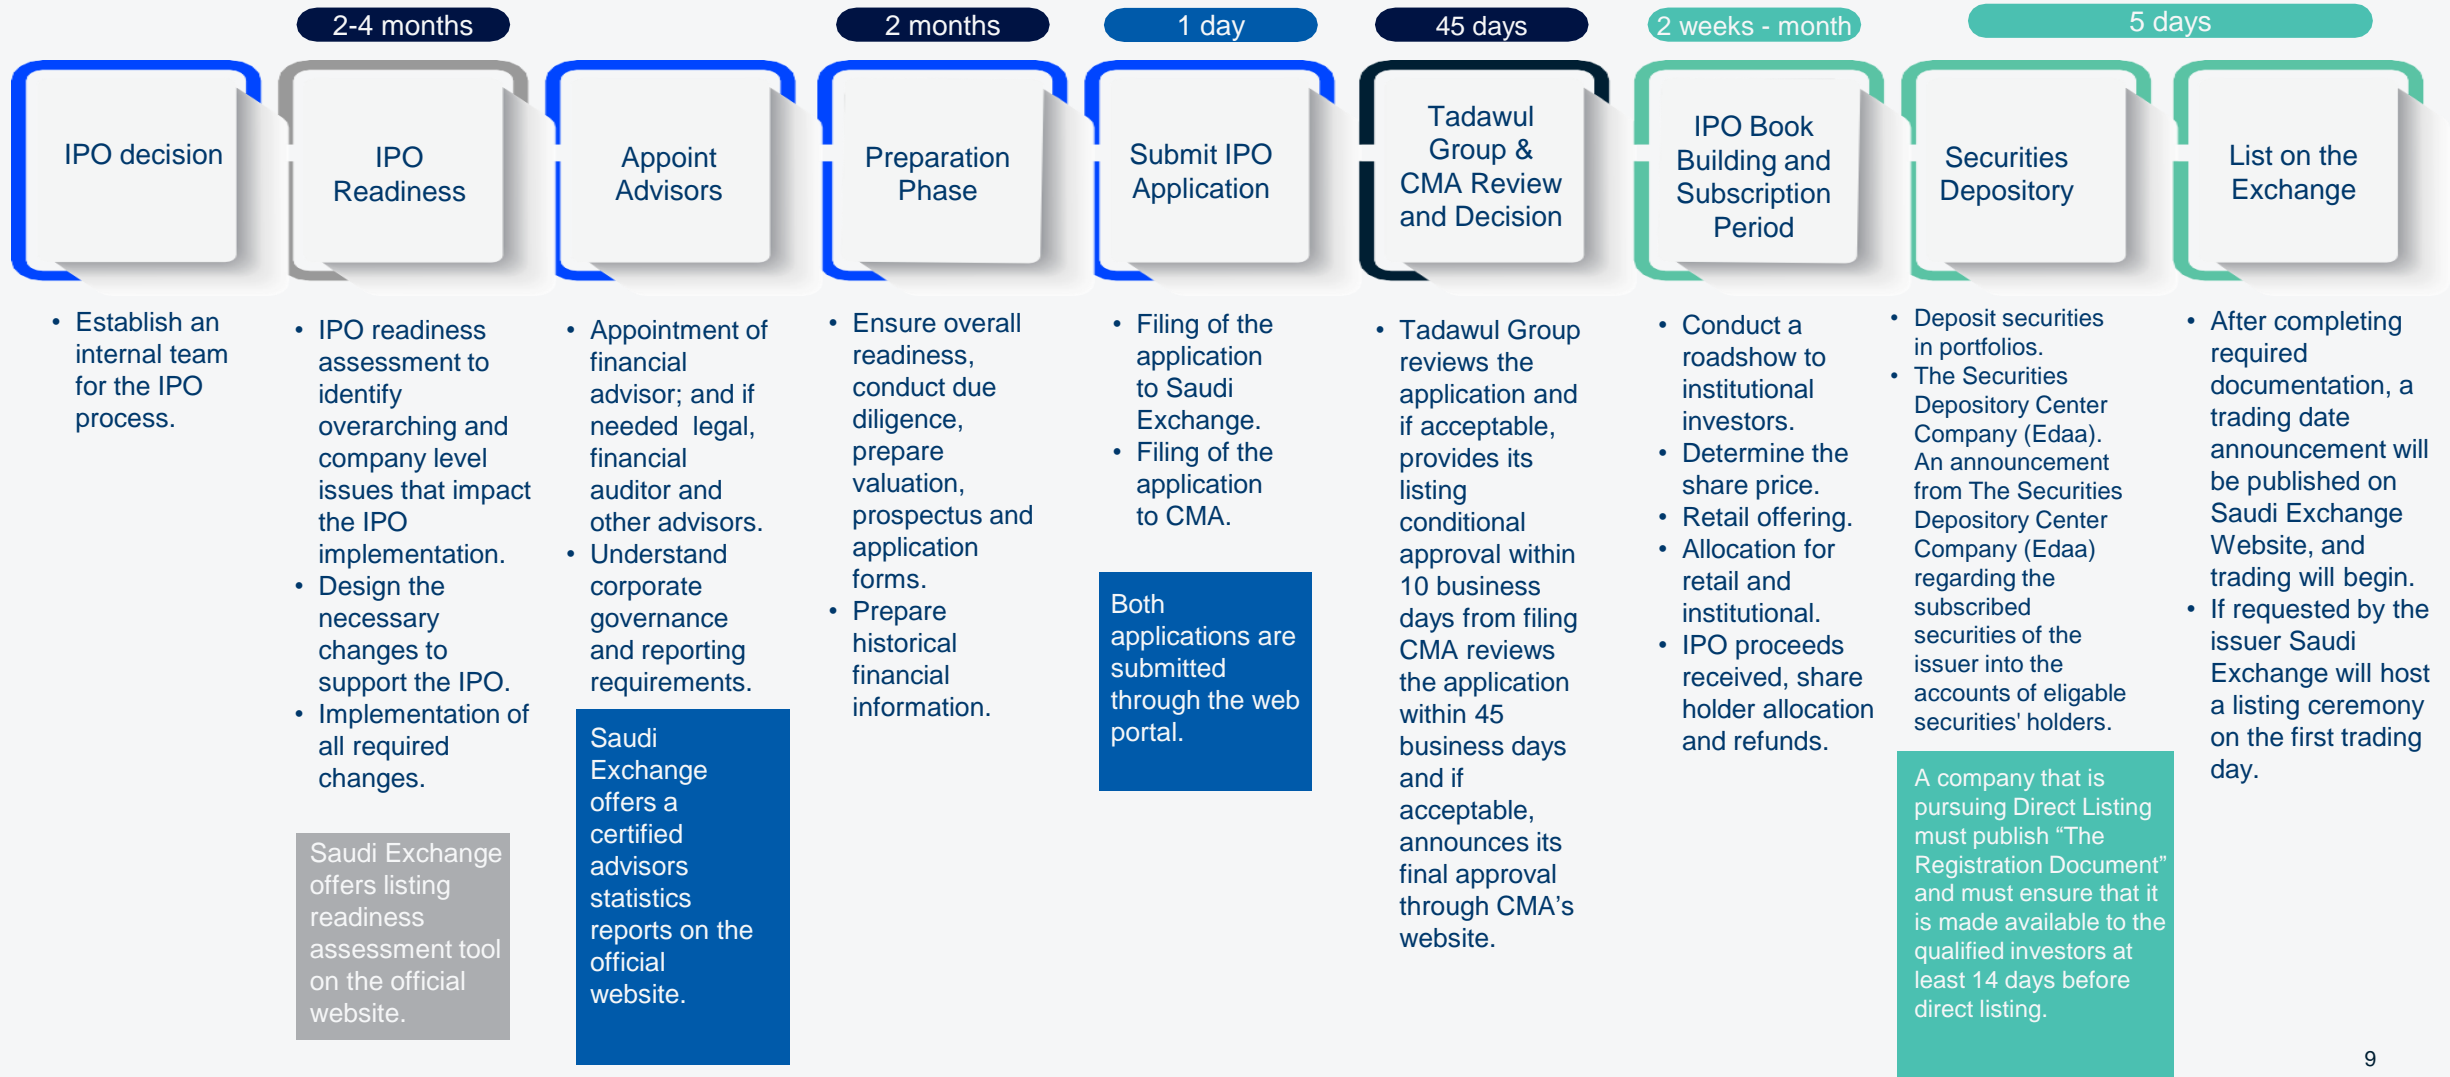 2-4 months
2 months
1 day
45 days
2 weeks - month
5 days
IPO decision
IPO
Readiness
Appoint
Advisors
Preparation
Phase
Submit IPO
Application
Tadawul
Group &
CMA Review
and Decision
IPO Book
Building and
Subscription
Period
Securities
Depository
List on the
Exchange
• Establish an
internal team
for the IPO
process.
• IPO readiness
assessment to
identify
overarching and
company level
issues that impact
the IPO
implementation.
• Design the
necessary
changes to
support the IPO.
• Implementation of
all required
changes.
Saudi Exchange
offers listing
readiness
assessment tool
on the official
website.
• Appointment of
financial
advisor; and if
needed legal,
financial
auditor and
other advisors.
• Understand
corporate
governance
and reporting
requirements.
Saudi
Exchange
offers a
certified
advisors
statistics
reports on the
official
website.
• Ensure overall
readiness,
conduct due
diligence,
prepare
valuation,
prospectus and
application
forms.
• Prepare
historical
financial
information.
• Filing of the
application
to Saudi
Exchange.
• Filing of the
application
to CMA.
Both
applications are
submitted
through the web
portal.
• Tadawul Group
reviews the
application and
if acceptable,
provides its
listing
conditional
approval within
10 business
days from filing
CMA reviews
the application
within 45
business days
and if
acceptable,
announces its
final approval
through CMA’s
website.
• Conduct a
roadshow to
institutional
investors.
• Determine the
share price.
• Retail offering.
• Allocation for
retail and
institutional.
• IPO proceeds
received, share
holder allocation
and refunds.
• Deposit securities
in portfolios.
• The Securities
Depository Center
Company (Edaa).
An announcement
from The Securities
Depository Center
Company (Edaa)
regarding the
subscribed
securities of the
issuer into the
accounts of eligable
securities' holders.
A company that is
pursuing Direct Listing
must publish “The
Registration Document”
and must ensure that it
is made available to the
qualified investors at
least 14 days before
direct listing.
• After completing
required
documentation, a
trading date
announcement will
be published on
Saudi Exchange
Website, and
trading will begin.
• If requested by the
issuer Saudi
Exchange will host
a listing ceremony
on the first trading
day.
9